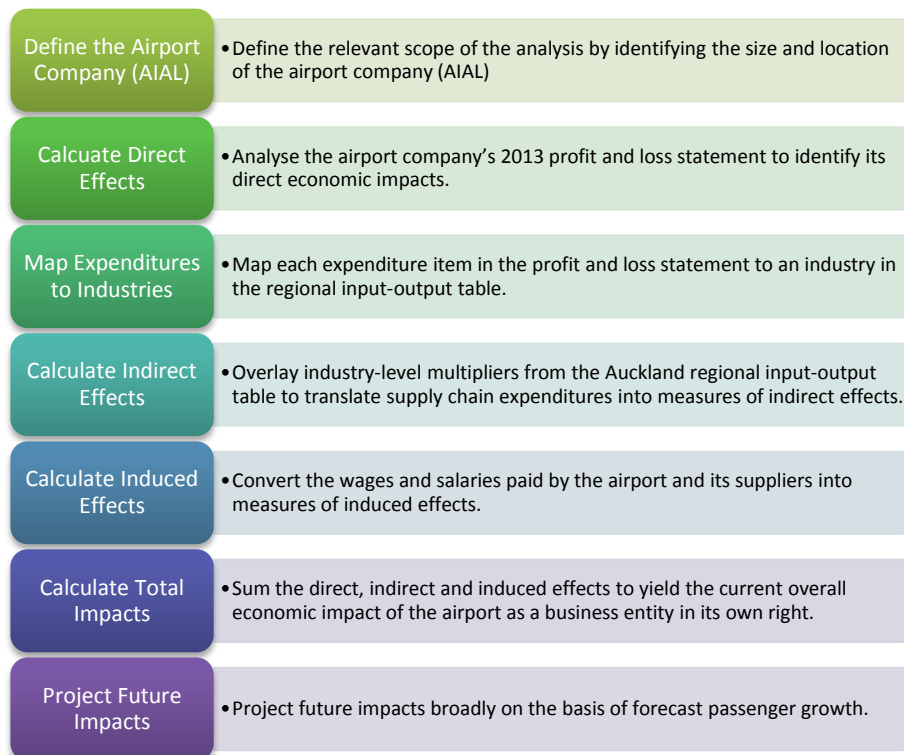 Define the Airport
Company (AIAL)
•Define the relevant scope of the analysis by identifying the size and location
of the airport company (AIAL)
Calcuate Direct
Effects
•Analyse the airport company's 2013 profit and loss statement to identify its
direct economic impacts.
Map Expenditures
to Industries
•Map each expenditure item in the profit and loss statement to an industry in
the regional input-output table.
Calculate Indirect
Effects
•Overlay industry-level multipliers from the Auckland regional input-output
table to translate supply chain expenditures into measures of indirect effects.
Calculate Induced
Effects
•Convert the wages and salaries paid by the airport and its suppliers into
measures of induced effects.
Calculate Total
Impacts
•Sum the direct, indirect and induced effects to yield the current overall
economic impact of the airport as a business entity in its own right.
Project Future
Impacts
•Project future impacts broadly on the basis of forecast passenger growth.